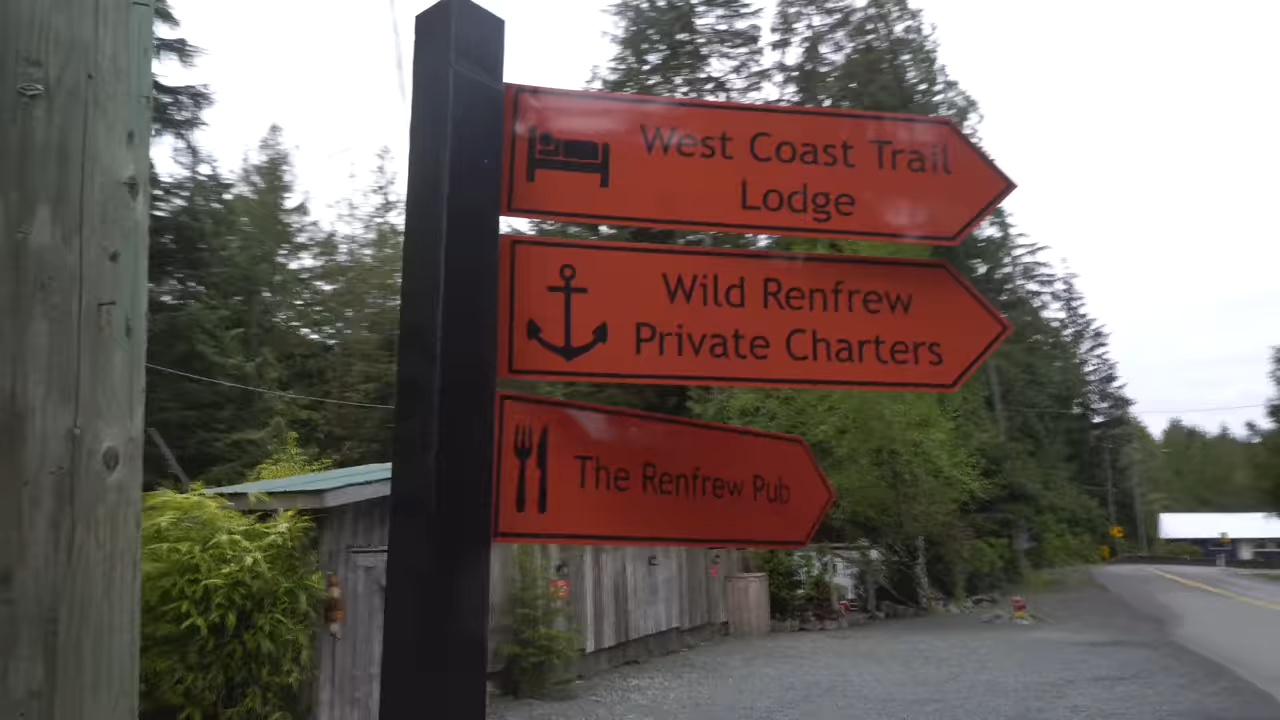 West Coast Trail
Lodge
Wild Renfrew
Private Charters
The Renfrew Pub